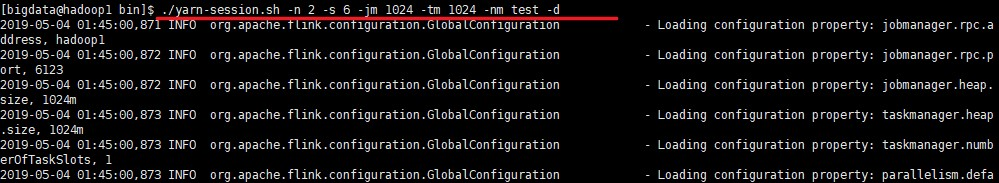 [bigdata@hadoop1 bin]$ ./yarn-session.sh -n 2 -s 6 -jm 1024 -tm 1024 -nm test -d
2019-05-04 01:45:00,871 INFO  org.apache.flink.configuration.GlobalConfiguration            - Loading configuration property: jobmanager.rpc.a
ddress, hadoop1
2019-05-04 01:45:00,872 INFO  org.apache.flink.configuration.GlobalConfiguration            - Loading configuration property: jobmanager.rpc.p
ort, 6123
2019-05-04 01:45:00,872 INFO  org.apache.flink.configuration.GlobalConfiguration            - Loading configuration property: jobmanager.heap.
size, 1024m
2019-05-04 01:45:00,873 INFO  org.apache.flink.configuration.GlobalConfiguration            - Loading configuration property: taskmanager.heap
.size, 1024m
2019-05-04 01:45:00,873 INFO  org.apache.flink.configuration.GlobalConfiguration            - Loading configuration property: taskmanager.numb
erOfTaskSlots, 1
2019-05-04 01:45:00,873 INFO  org.apache.flink.configuration.GlobalConfiguration            - Loading configuration property: parallelism.defa